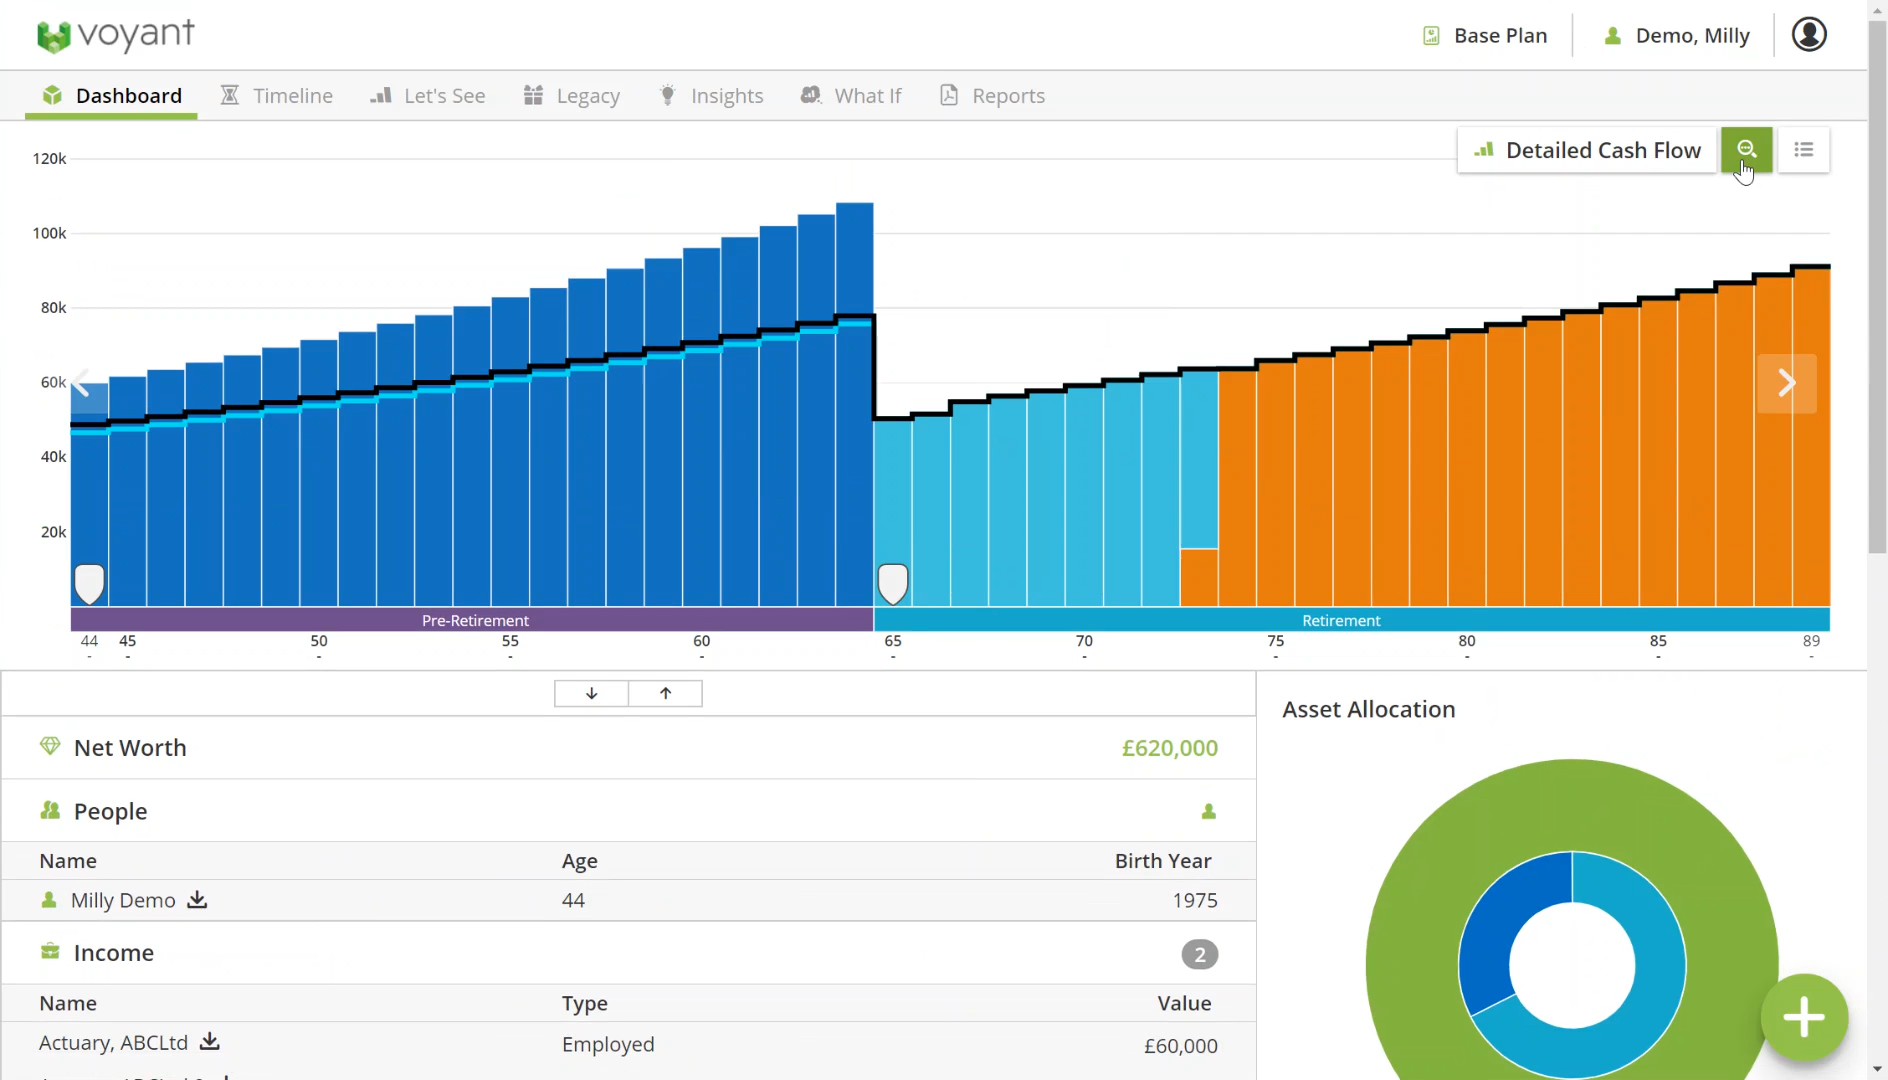 voyant
Base Plan
Demo, Milly
Dashboard
Timeline
Let's See
Legacy
Insights
What If
Reports
Detailed Cash Flow
120k
100k
80k
60k
40k
20k
Pre-Retirement
Retirement
44 45 50 55 60 65 70 75 80 85 89
Net Worth £620,000
Asset Allocation
People
Name Age Birth Year
Milly Demo 44 1975
Income 2
Name Type Value
Actuary, ABCLtd Employed £60,000